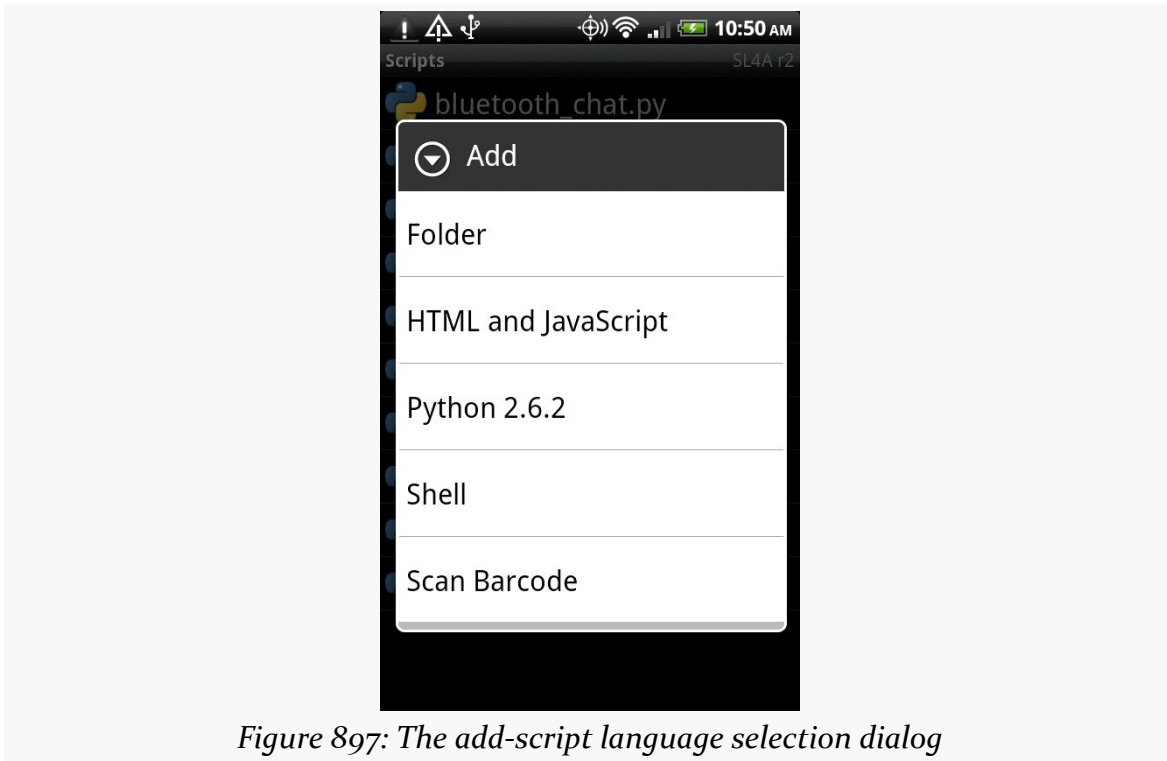 10:50 AM
Scripts SL4A r2
bluetooth_chat.py
Add
Folder
HTML and JavaScript
Python 2.6.2
Shell
Scan Barcode
Figure 897: The add-script language selection dialog